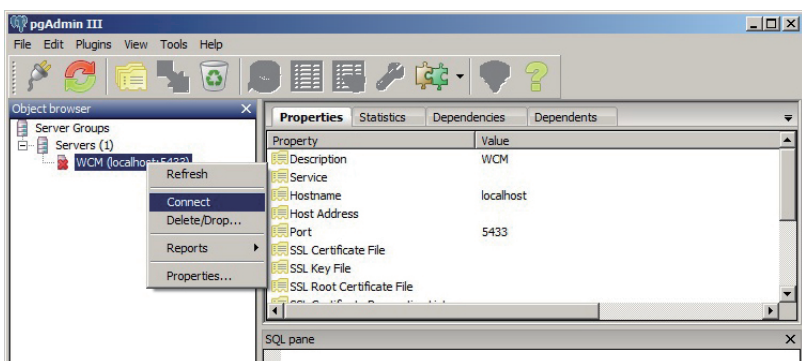 pgAdmin III
File Edit Plugins View Tools Help
Object browser
Server Groups
Servers (1)
WCM (localhost:5433)
Refresh
Connect
Delete/Drop...
Reports
Properties...
Properties Statistics Dependencies Dependents
Property Value
Description WCM
Service
Hostname localhost
Host Address
Port 5433
SSL Certificate File
SSL Key File
SSL Root Certificate File
SQL pane